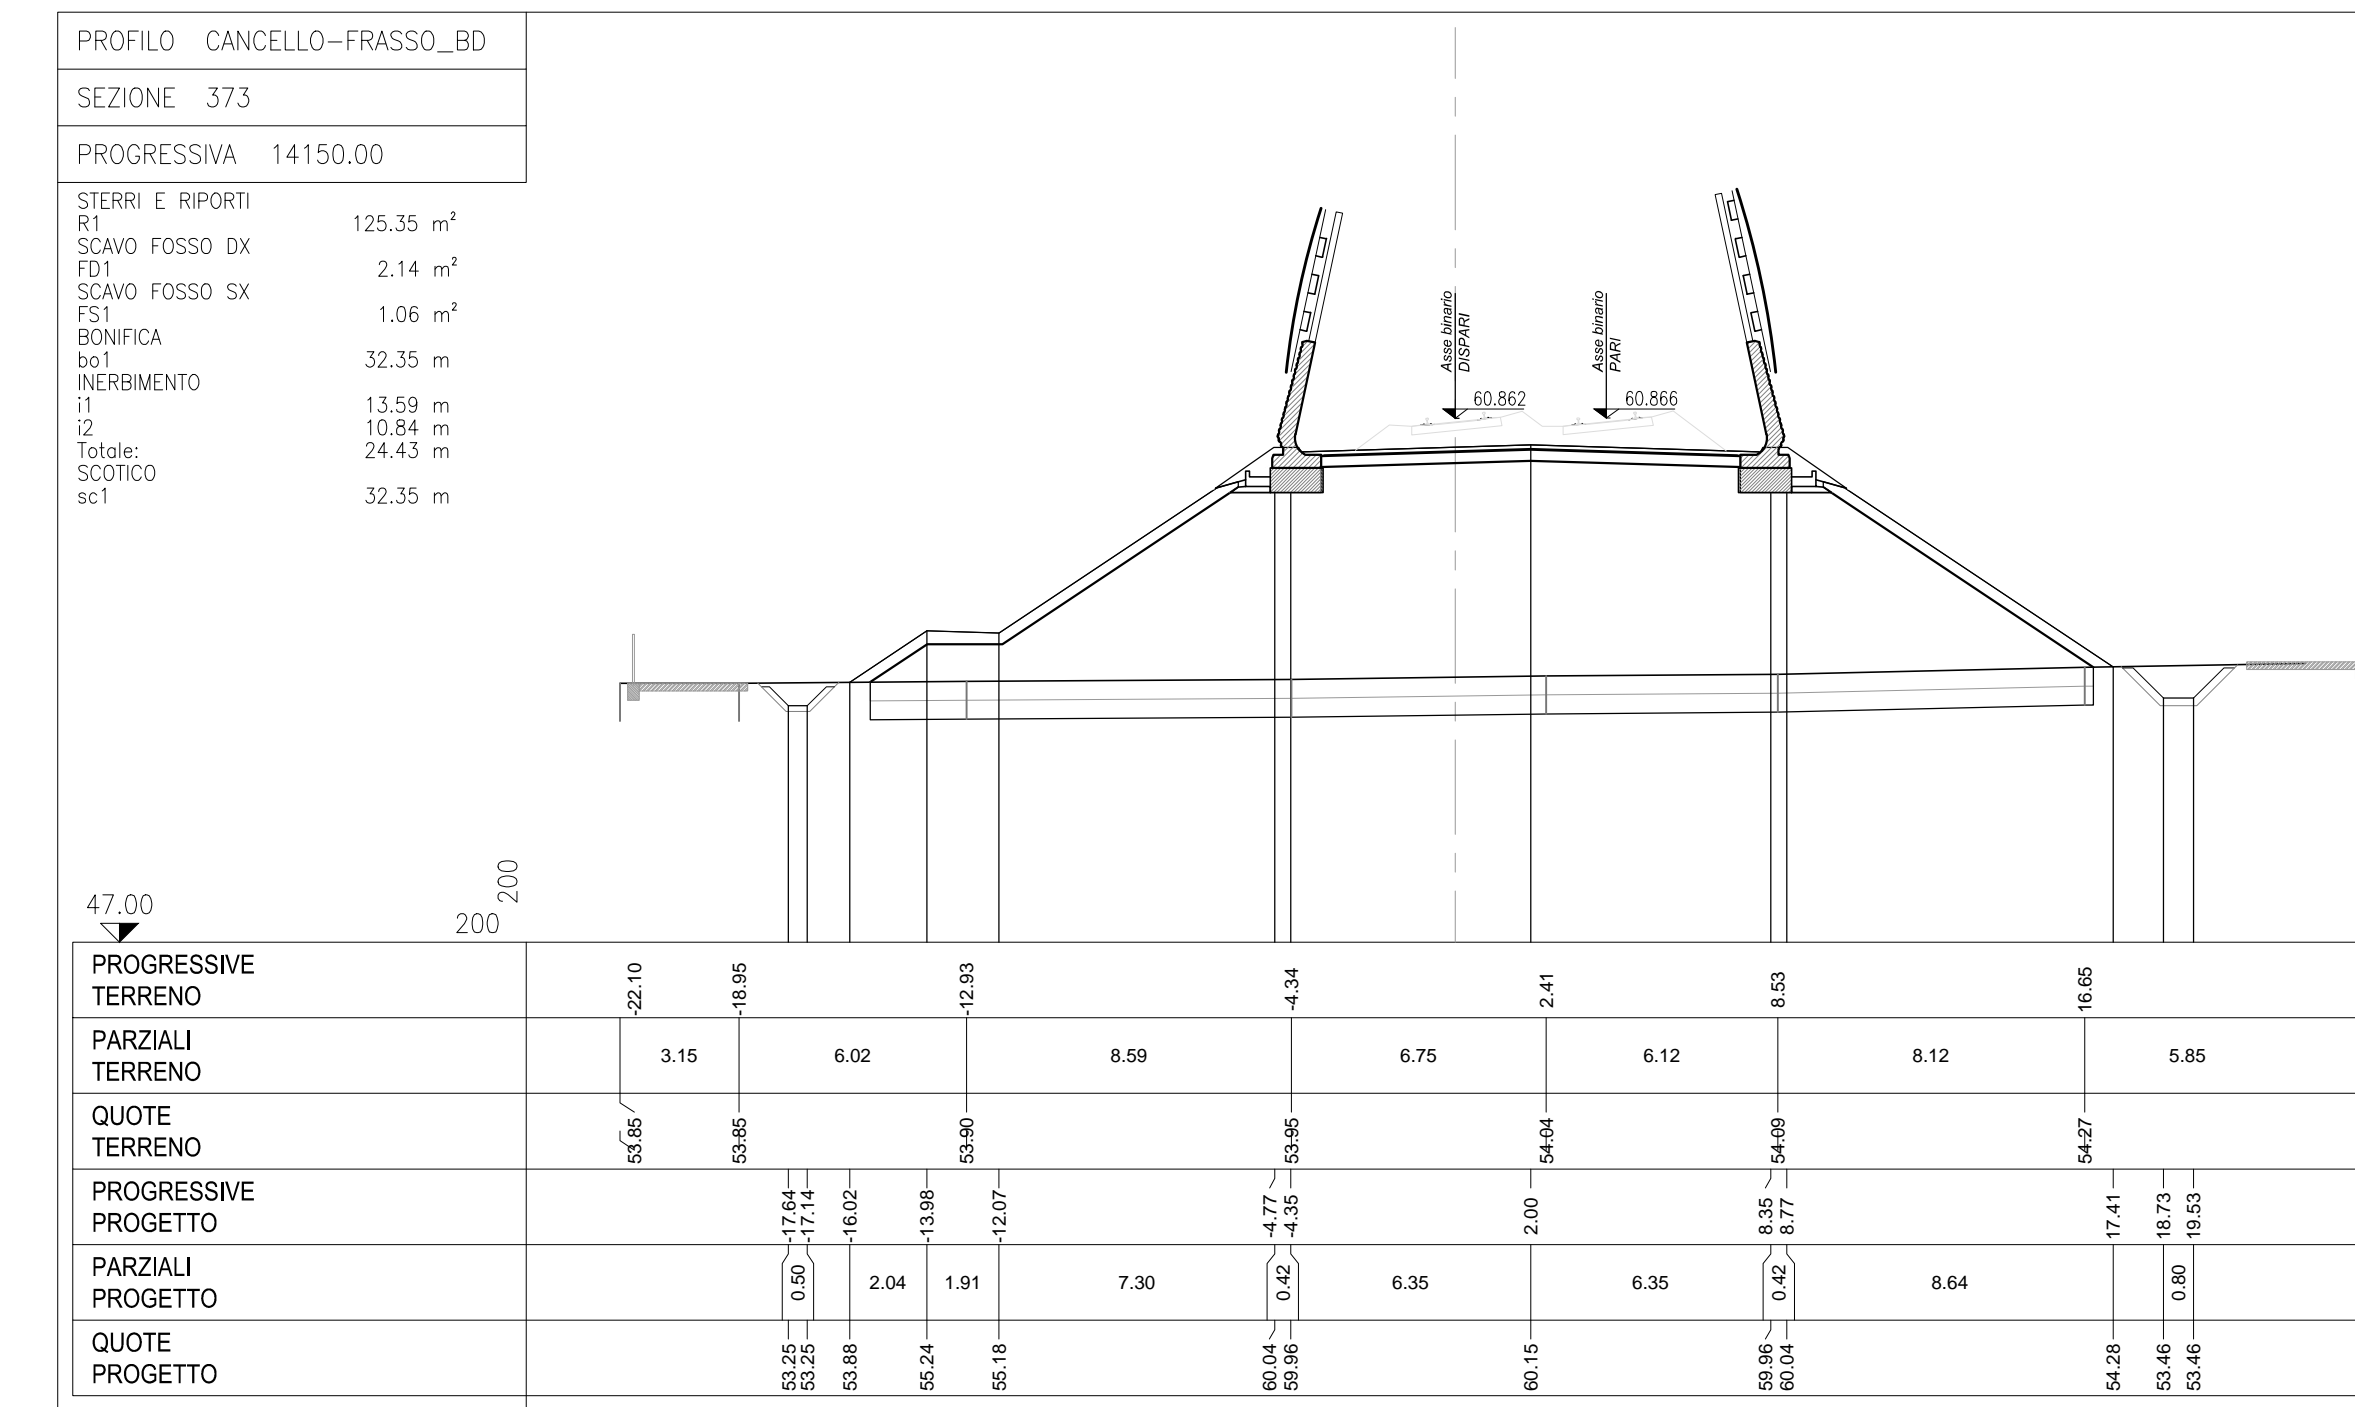 PROFILO CANCELLO-FRASSO_BD
SEZIONE 373
PROGRESSIVA 14150.00
STERRI E RIPORTI
R1 125.35 m²
SCAVO FOSSO DX
FD1 2.14 m²
SCAVO FOSSO SX
FS1 1.06 m²
BONIFICA
bo1 32.35 m
INERBIMENTO
i1 13.59 m
i2 10.84 m
Totale: 24.43 m
SCOTICO
sc1 32.35 m
Asse binario
DISPARI
60.862
Asse binario
PARI
60.866
47.00
200
200
PROGRESSIVE
TERRENO
-22.10 -18.95 -12.93 -4.34 2.41 8.53 16.65
PARZIALI
TERRENO
3.15 6.02 8.59 6.75 6.12 8.12 5.85
QUOTE
TERRENO
53.85 53.85 53.90 53.95 54.04 54.09 54.27
PROGRESSIVE
PROGETTO
-17.64 -17.14 -16.02 -13.98 -12.07 -4.77 -4.35 2.00 8.35 8.77 17.41 18.73 19.53
PARZIALI
PROGETTO
0.50 2.04 1.91 7.30 0.42 6.35 6.35 0.42 8.64 0.80
QUOTE
PROGETTO
53.25 53.25 53.88 55.24 55.18 60.04 59.96 60.15 59.96 60.04 54.28 53.46 53.46